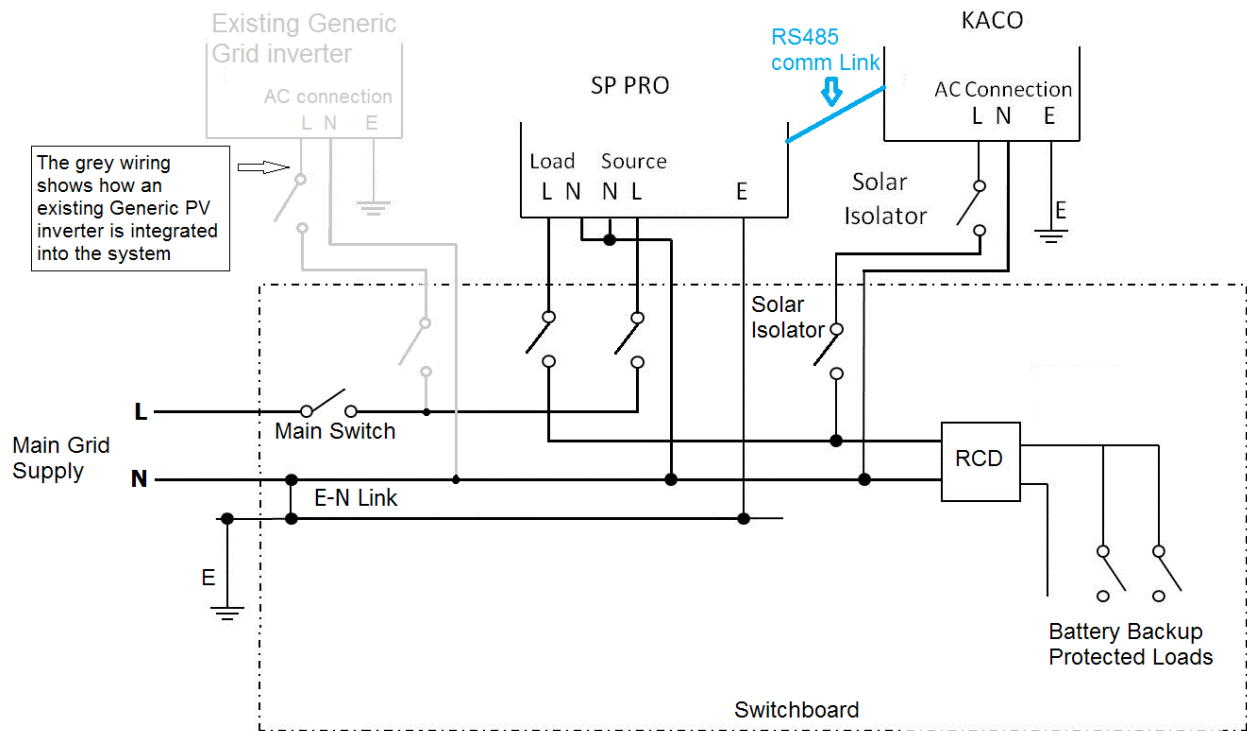 Existing Generic
Grid inverter
AC connection
L N E
The grey wiring
shows how an
existing Generic PV
inverter is integrated
into the system
SP PRO
Load Source
L N N L E
RS485
comm Link
KACO
AC Connection
L N E
Solar
Isolator
E
Solar
Isolator
L
Main Switch
Main Grid
Supply
N
E-N Link
E
RCD
Battery Backup
Protected Loads
Switchboard